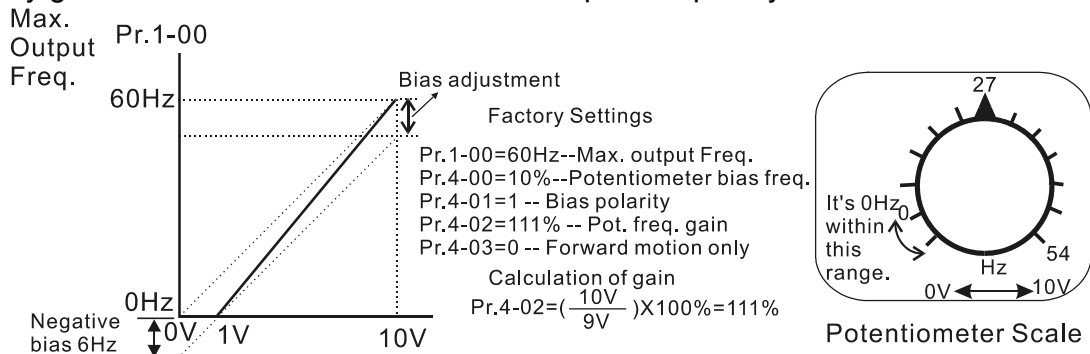 Max.
Output
Freq.
Pr.1-00
60Hz
Bias adjustment
Factory Settings
Pr.1-00=60Hz--Max. output Freq.
Pr.4-00=10%--Potentiometer bias freq.
Pr.4-01=1 -- Bias polarity
Pr.4-02=111% -- Pot. freq. gain
Pr.4-03=0 -- Forward motion only
Calculation of gain
Pr.4-02=(10V/9V)X100%=111%
0Hz
0V 1V 10V
Negative
bias 6Hz
27
It's 0Hz
within
this
range.
0
54
Hz
0V 10V
Potentiometer Scale